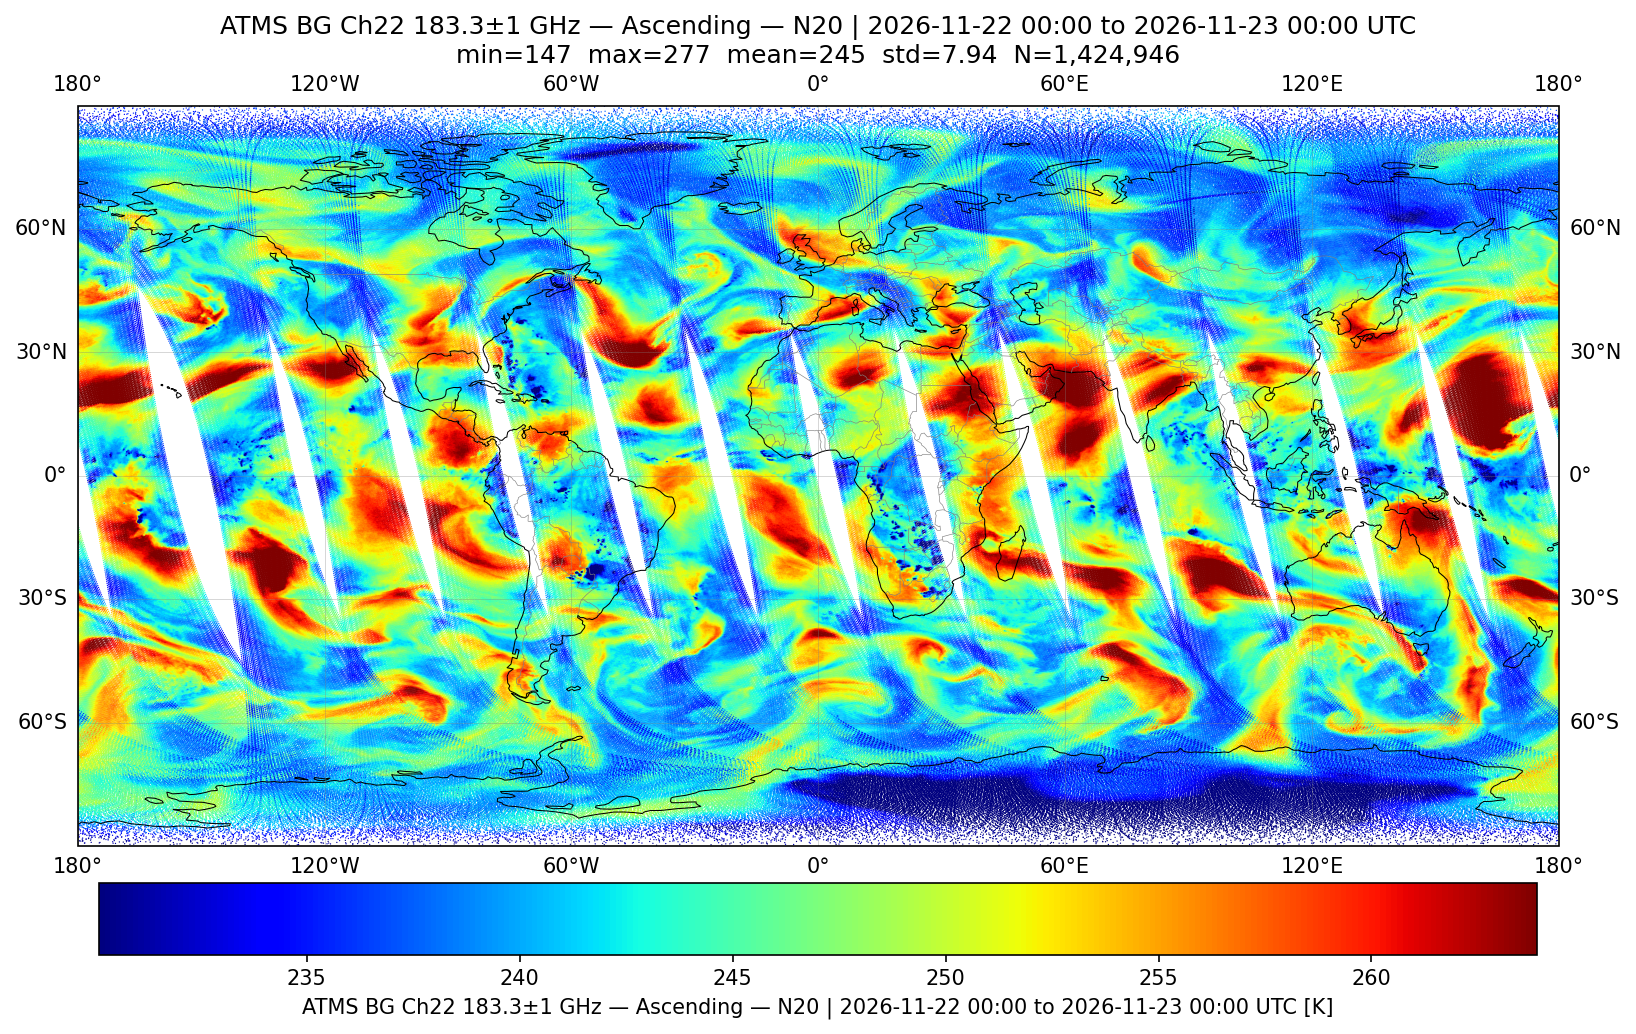 ATMS BG Ch22 183.3±1 GHz — Ascending — N20 | 2026-11-22 00:00 to 2026-11-23 00:00 UTC
min=147  max=277  mean=245  std=7.94  N=1,424,946
180° 120°W 60°W 0° 60°E 120°E 180°
60°N 60°N
30°N 30°N
0° 0°
30°S 30°S
60°S 60°S
180° 120°W 60°W 0° 60°E 120°E 180°
235 240 245 250 255 260
ATMS BG Ch22 183.3±1 GHz — Ascending — N20 | 2026-11-22 00:00 to 2026-11-23 00:00 UTC [K]